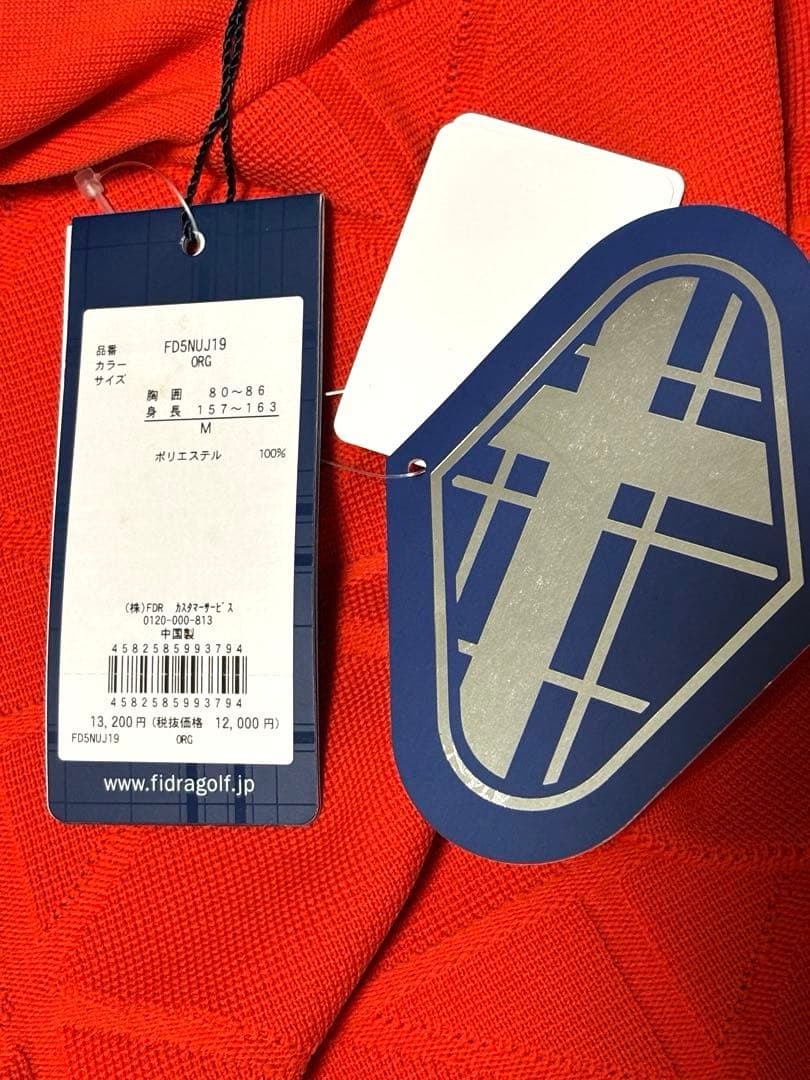 品番 FD5NUJ19
カラー ORG
サイズ
胸 囲 80~86
身 長 157~163
M
ポリエステル 100%
(株)FDR カスタマーサービス
0120-000-813
中国製
4582585993794
4582585993794
13,200円(税抜価格 12,000円)
FD5NUJ19 ORG
www.fidragolf.jp